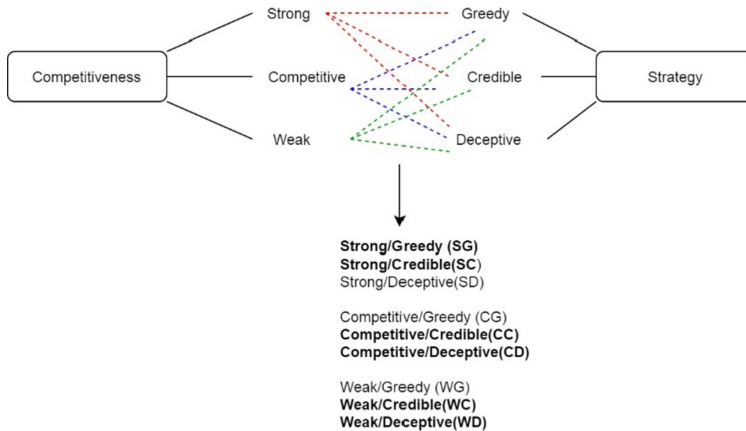 Strong Greedy
Competitiveness Competitive Credible Strategy
Weak Deceptive
Strong/Greedy (SG)
Strong/Credible(SC)
Strong/Deceptive(SD)
Competitive/Greedy (CG)
Competitive/Credible(CC)
Competitive/Deceptive(CD)
Weak/Greedy (WG)
Weak/Credible(WC)
Weak/Deceptive(WD)